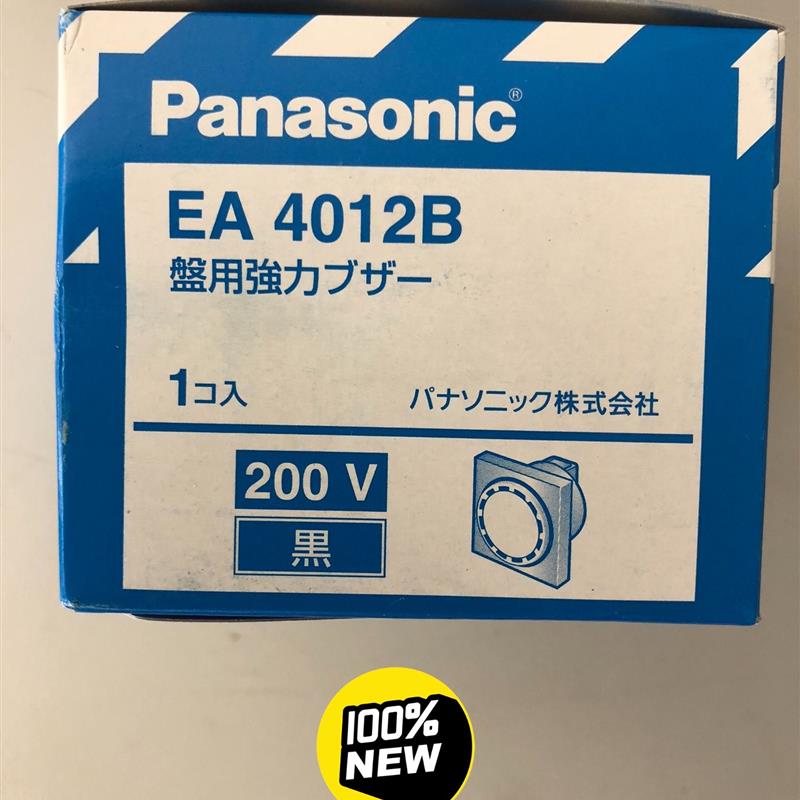 Panasonic®
EA 4012B
盤用強力ブザー
1コ入
パナソニック株式会社
200 V
黒
100%
NEW